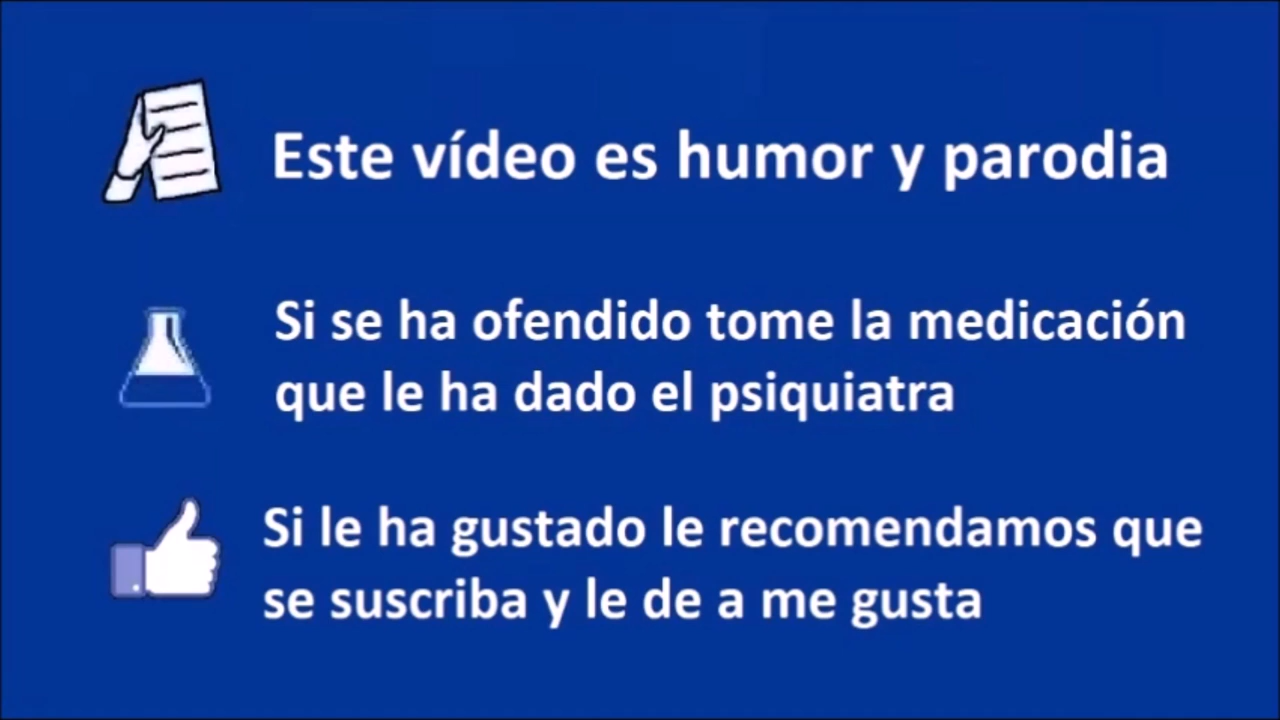 Este vídeo es humor y parodia
Si se ha ofendido tome la medicación
que le ha dado el psiquiatra
Si le ha gustado le recomendamos que
se suscriba y le de a me gusta